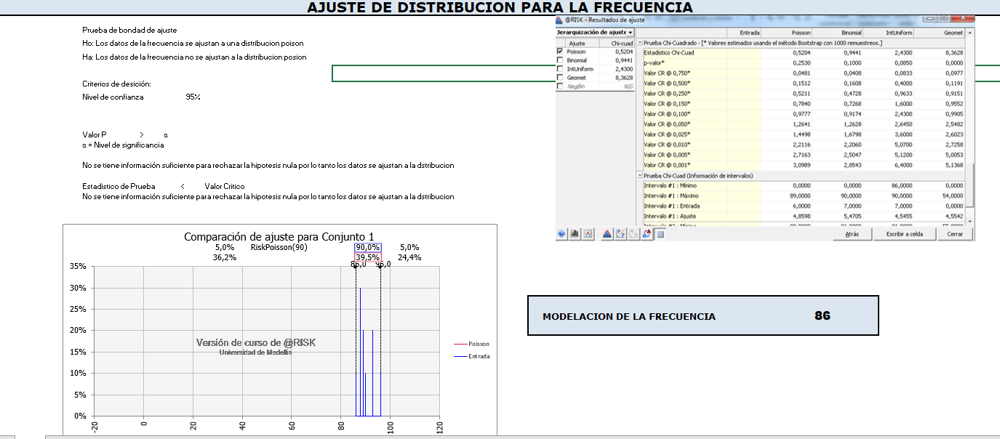 AJUSTE DE DISTRIBUCION PARA LA FRECUENCIA
Prueba de bondad de ajuste
Ho: Los datos de la frecuencia se ajustan a una distribution poison
Ha: Los datos de la frecuencia no se ajustan a la distribution posion
Criterios de desición:
Nivel de confianza 95%
Valor P > α
α = Nivel de significancia
No se tiene información suficiente para rechazar la hipotesis nula por lo tanto los datos se ajustan a la dstribucion
Estadistico de Prueba < Valor Critico
No se tiene información suficiente para rechazar la hipotesis nula por lo tanto los datos se ajustan a la dstribucion
@RISK - Resultados de ajuste
Jerarquización de ajuste
Ajuste Chi-cuad
Poisson 0,5204
Binomial 0,9441
IntUniform 2,4300
Geomet 8,3628
NegBin N/C
Entrada Poisson Binomial IntUniform Geomet
Prueba Chi-Cuadrado - [* Valores estimados usando el método Bootstrap con 1000 remuestreos.]
Estadístico Chi-Cuad 0,5204 0,9441 2,4300 8,3628
p-valor* 0,2530 0,1000 0,0850 0,0000
Valor CR @ 0,750* 0,0481 0,0408 0,0833 0,0977
Valor CR @ 0,500* 0,1512 0,1608 0,4000 0,1191
Valor CR @ 0,250* 0,5211 0,4728 0,9633 0,9151
Valor CR @ 0,150* 0,7840 0,7268 1,6000 0,9552
Valor CR @ 0,100* 0,9777 0,9174 2,4300 0,9905
Valor CR @ 0,050* 1,2641 1,2628 2,6450 2,5482
Valor CR @ 0,025* 1,4498 1,6798 3,6000 2,6023
Valor CR @ 0,010* 2,2116 2,2060 5,0700 2,7258
Valor CR @ 0,005* 2,7163 2,5047 5,1200 5,0053
Valor CR @ 0,001* 3,0989 2,8543 6,4000 5,1368
Prueba Chi-Cuad (Información de intervalos)
Intervalo #1 : Mínimo 0,0000 0,0000 86,0000 0,0000
Intervalo #1 : Máximo 89,0000 90,0000 90,0000 54,0000
Intervalo #1 : Entrada 6,0000 7,0000 7,0000 0,0000
Intervalo #1 : Ajuste 4,8598 5,4705 4,5455 4,5542
Atrás Escribir a celda Cerrar
Comparación de ajuste para Conjunto 1
RiskPoisson(90)
5,0% 90,0% 5,0%
36,2% 39,5% 24,4%
86,0 96,0
35%
30%
25%
20%
15%
10%
5%
0%
-20 0 20 40 60 80 100 120
Versión de curso de @RISK
Universidad de Medellin
Poisson
Entrada
MODELACION DE LA FRECUENCIA 86